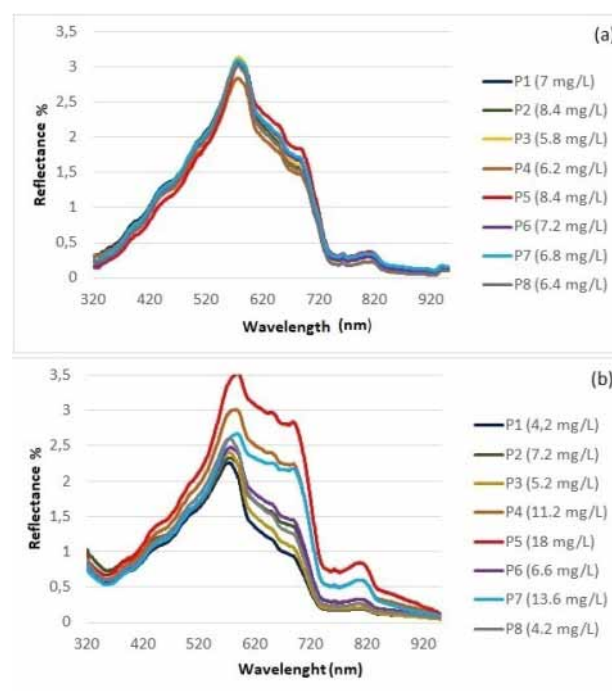 (a)
3,5
3
2,5
2
1,5
1
0,5
0
Reflectance %
320 420 520 620 720 820 920
Wavelength (nm)
P1 (7 mg/L)
P2 (8.4 mg/L)
P3 (5.8 mg/L)
P4 (6.2 mg/L)
P5 (8.4 mg/L)
P6 (7.2 mg/L)
P7 (6.8 mg/L)
P8 (6.4 mg/L)
(b)
3,5
3
2,5
2
1,5
1
0,5
0
Reflectance %
320 420 520 620 720 820 920
Wavelenght (nm)
P1 (4,2 mg/L)
P2 (7.2 mg/L)
P3 (5.2 mg/L)
P4 (11.2 mg/L)
P5 (18 mg/L)
P6 (6.6 mg/L)
P7 (13.6 mg/L)
P8 (4.2 mg/L)